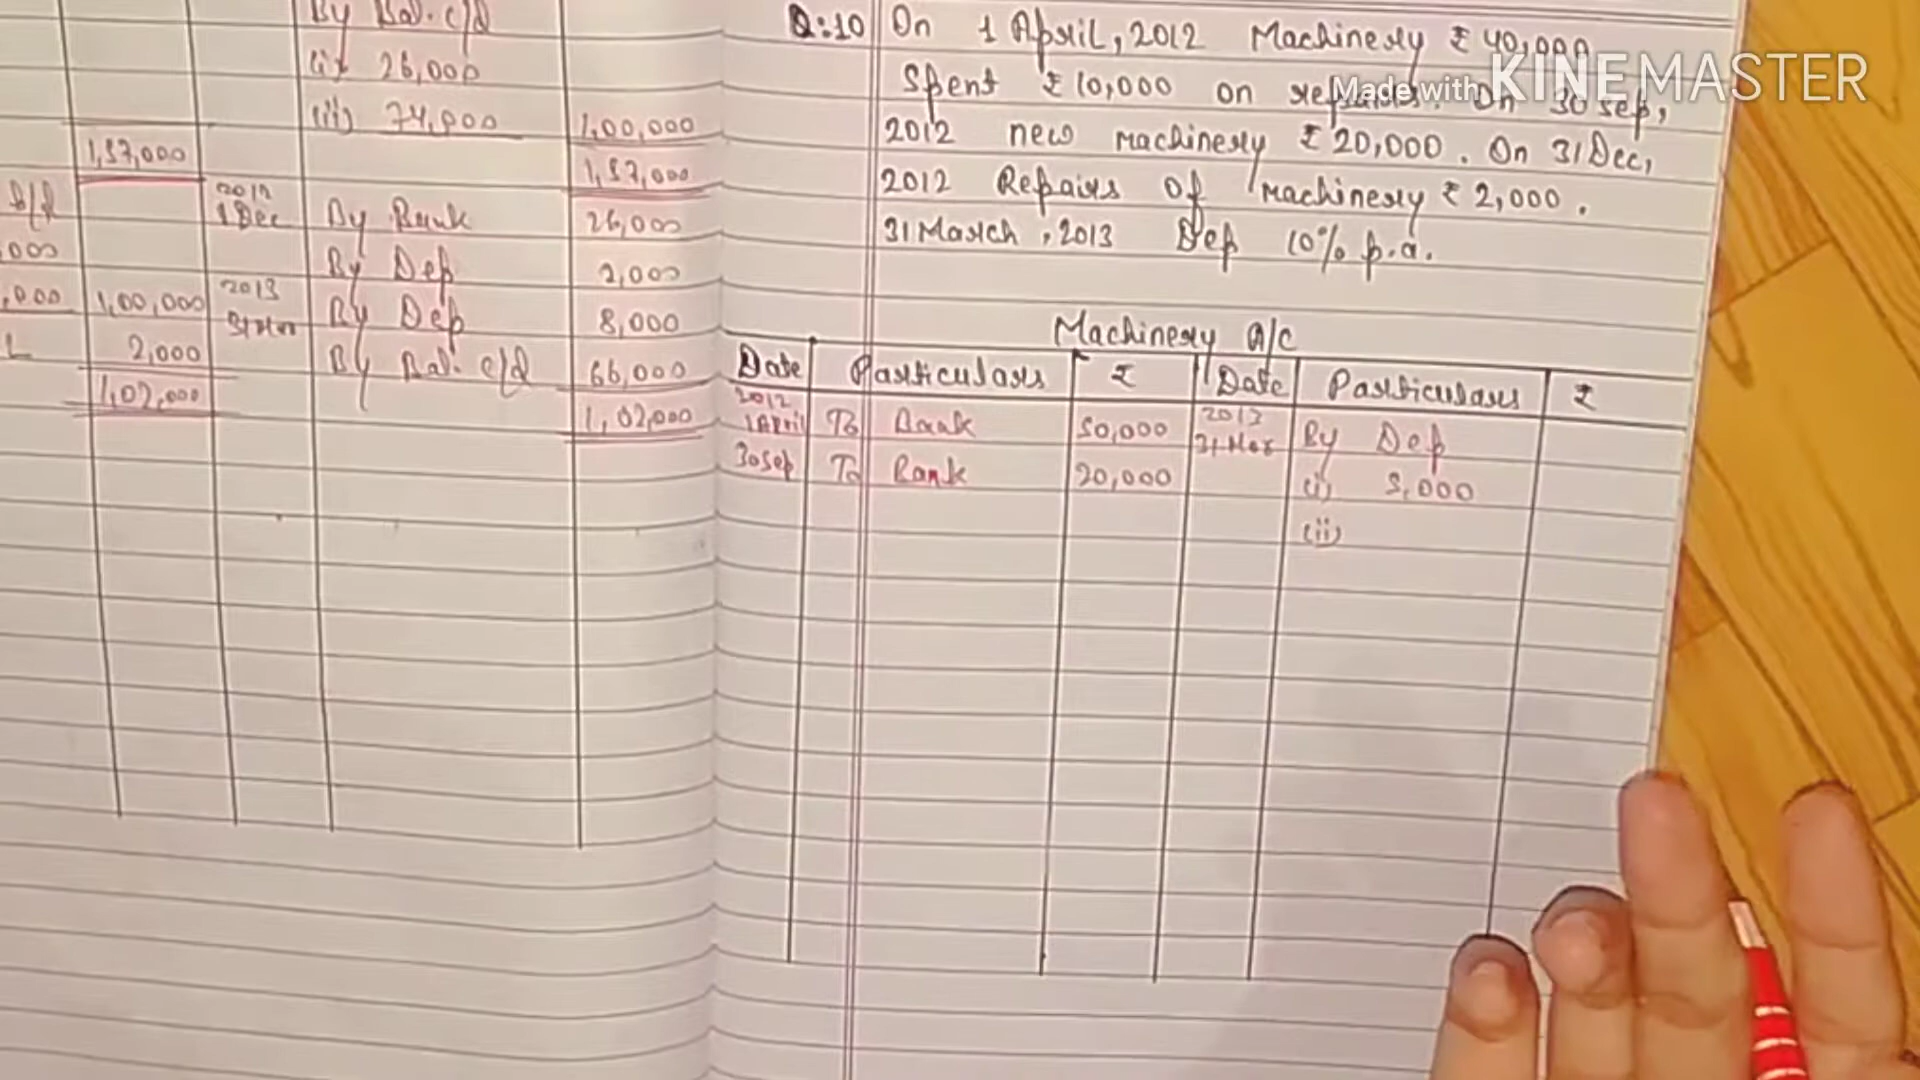 By Bal. c/d
(i) 26,000
(ii) 74,000 1,00,000
1,57,000 1,57,000
b/d 2012 1 Dec By Bank 26,000
,000 By Dep 2,000
,000 1,00,000 2013 31 Mar By Dep 8,000
L 2,000 By Bal. c/d 66,000
1,02,000 1,02,000
Q:10 On 1 April, 2012 Machinery ₹ 40,000
Spent ₹ 10,000 on repairs. On 30 sep,
2012 new machinery ₹ 20,000. On 31 Dec,
2012 Repairs of machinery ₹ 2,000.
31 March, 2013 Dep 10% p.a.
Machinery A/c
Date Particulars ₹ Date Particulars ₹
2012 2013
1 April To Bank 50,000 31 Mar By Dep
30 sep To Bank 20,000 (i) 5,000
(ii)
Made with KINEMASTER